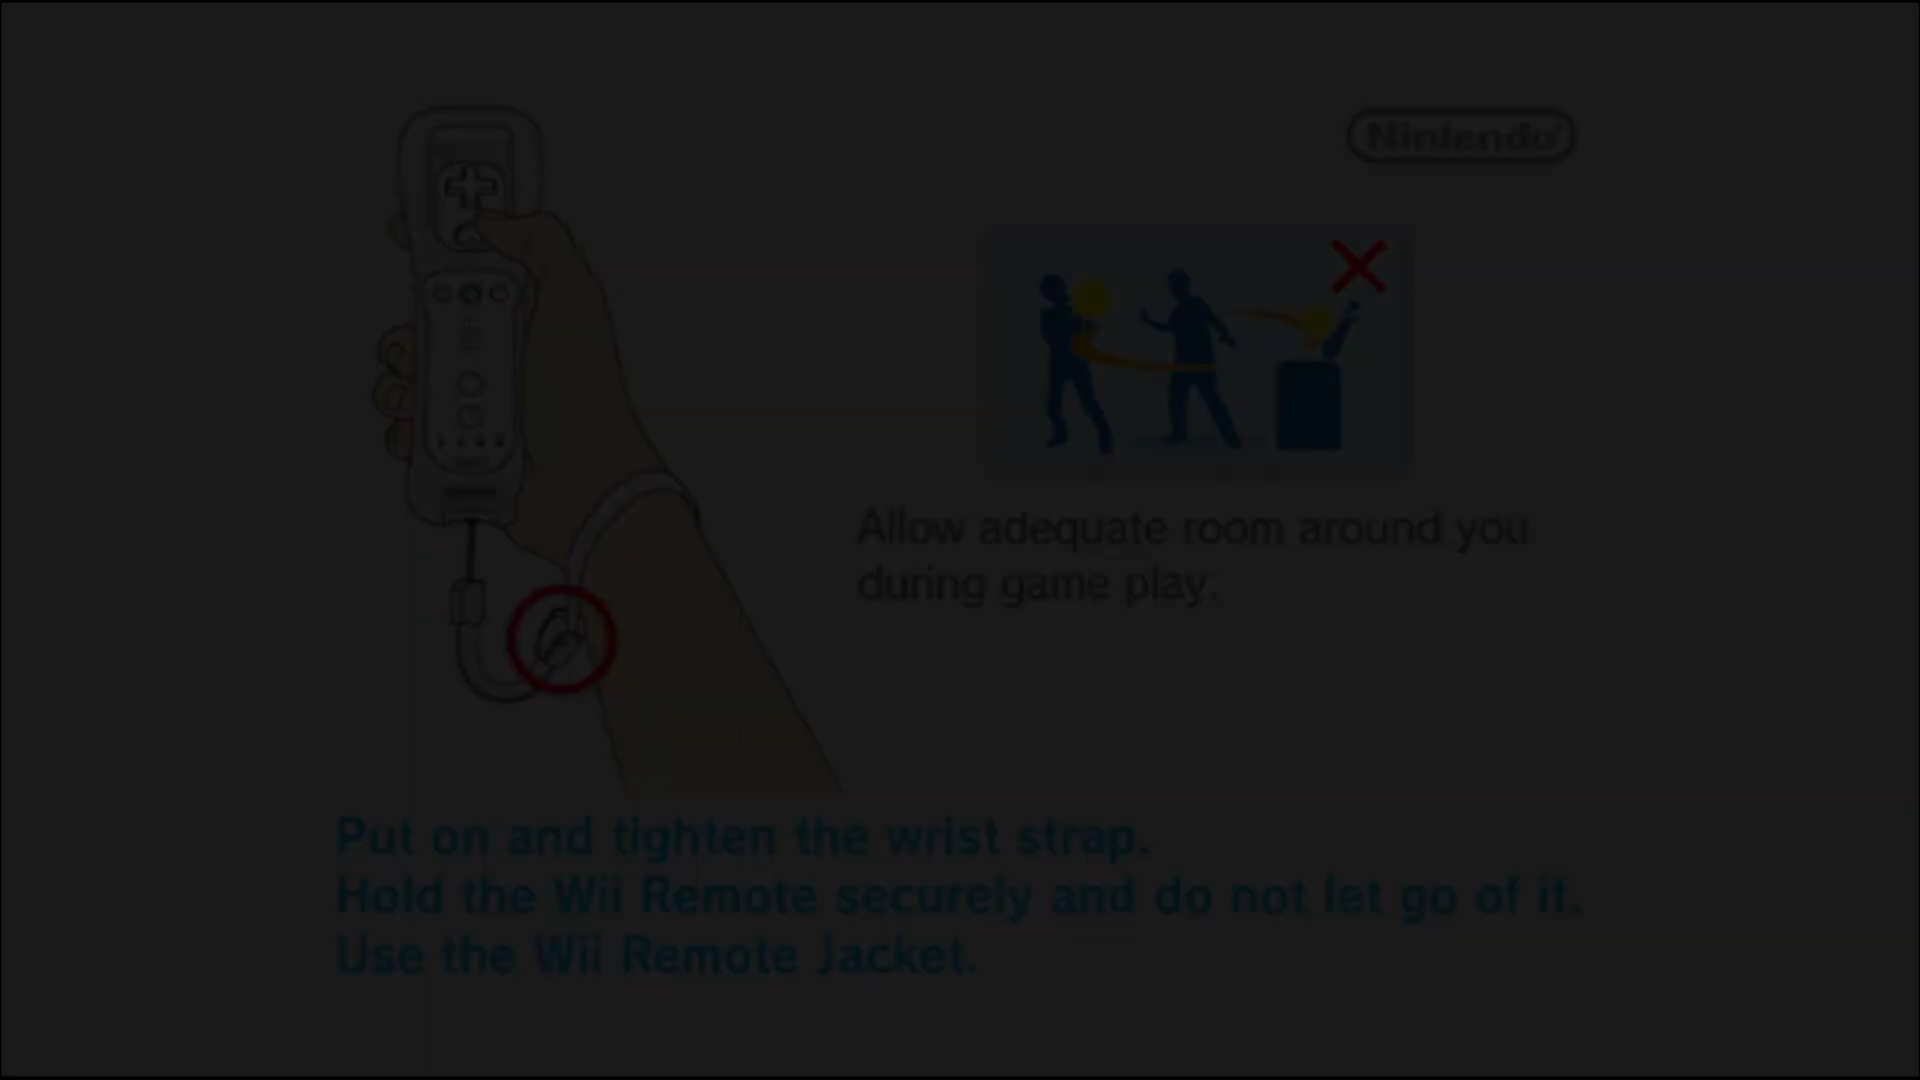 Nintendo
Allow adequate room around you
during game play.
Put on and tighten the wrist strap.
Hold the Wii Remote securely and do not let go of it.
Use the Wii Remote Jacket.